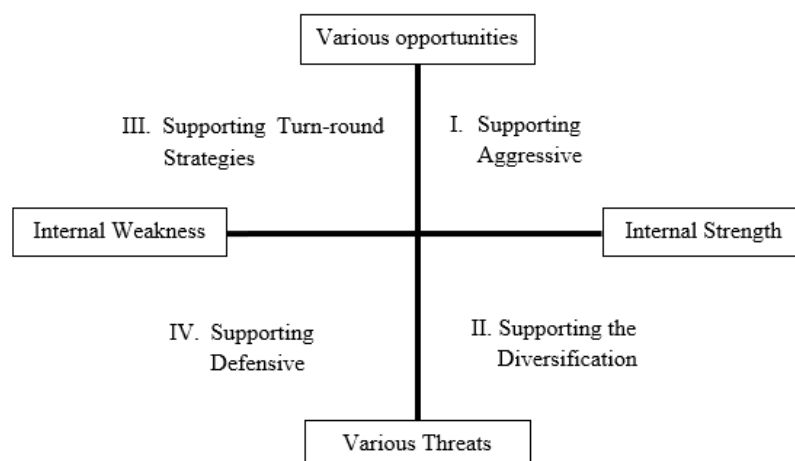 Various opportunities
III. Supporting Turn-round
Strategies
I. Supporting
Aggressive
Internal Weakness
Internal Strength
IV. Supporting
Defensive
II. Supporting the
Diversification
Various Threats